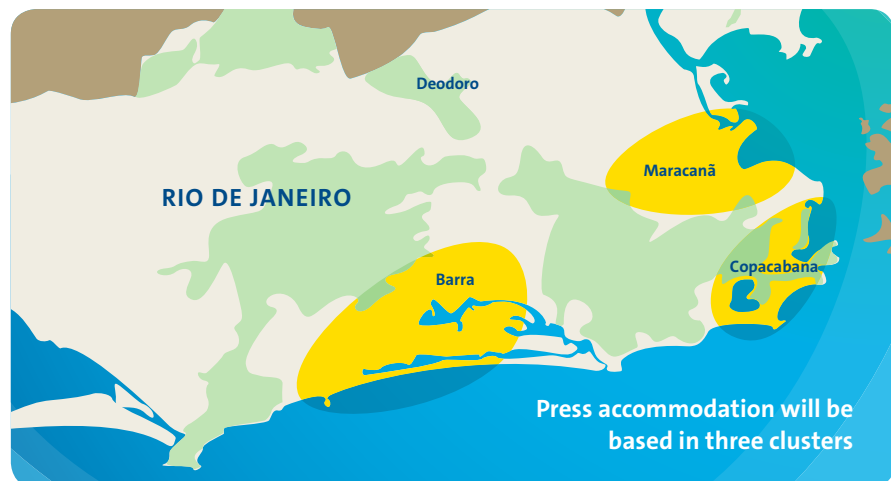 Deodoro
Maracanã
RIO DE JANEIRO
Copacabana
Barra
Press accommodation will be
based in three clusters